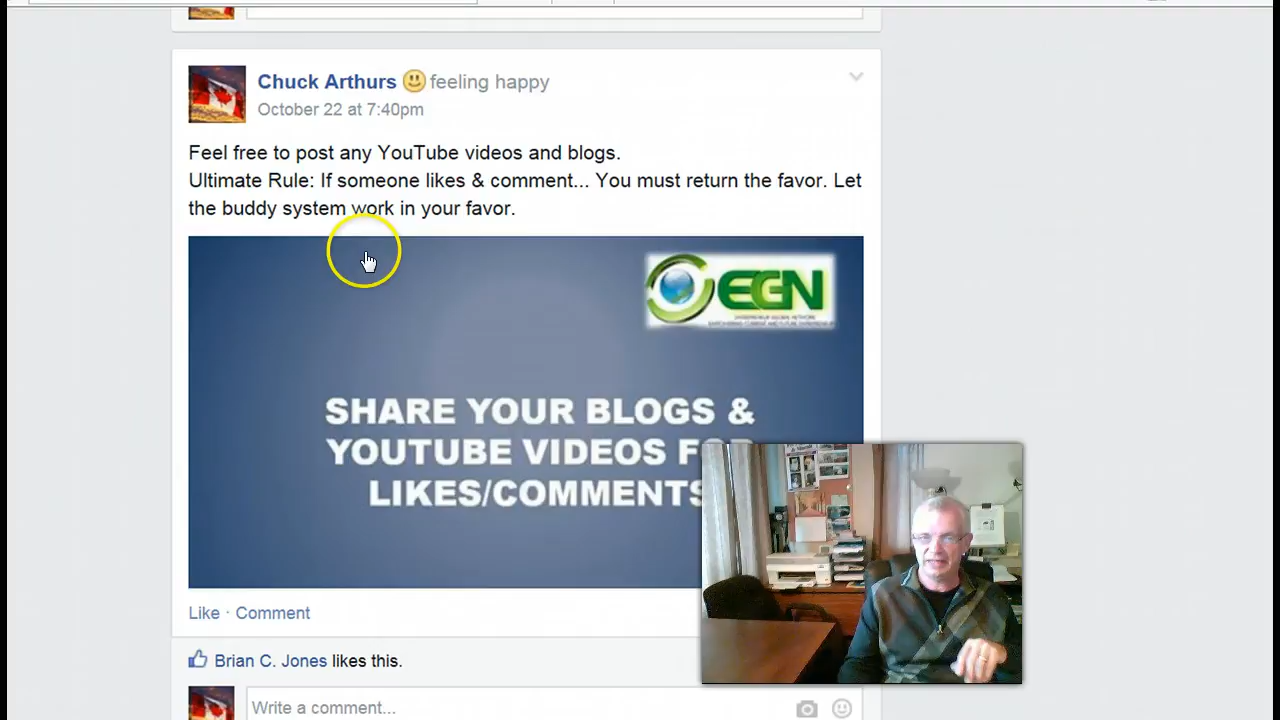 Chuck Arthurs feeling happy
October 22 at 7:40pm
Feel free to post any YouTube videos and blogs.
Ultimate Rule: If someone likes & comment... You must return the favor. Let
the buddy system work in your favor.
EGN
SHARE YOUR BLOGS &
YOUTUBE VIDEOS
LIKES/COMMENTS
Like · Comment
Brian C. Jones likes this.
Write a comment...